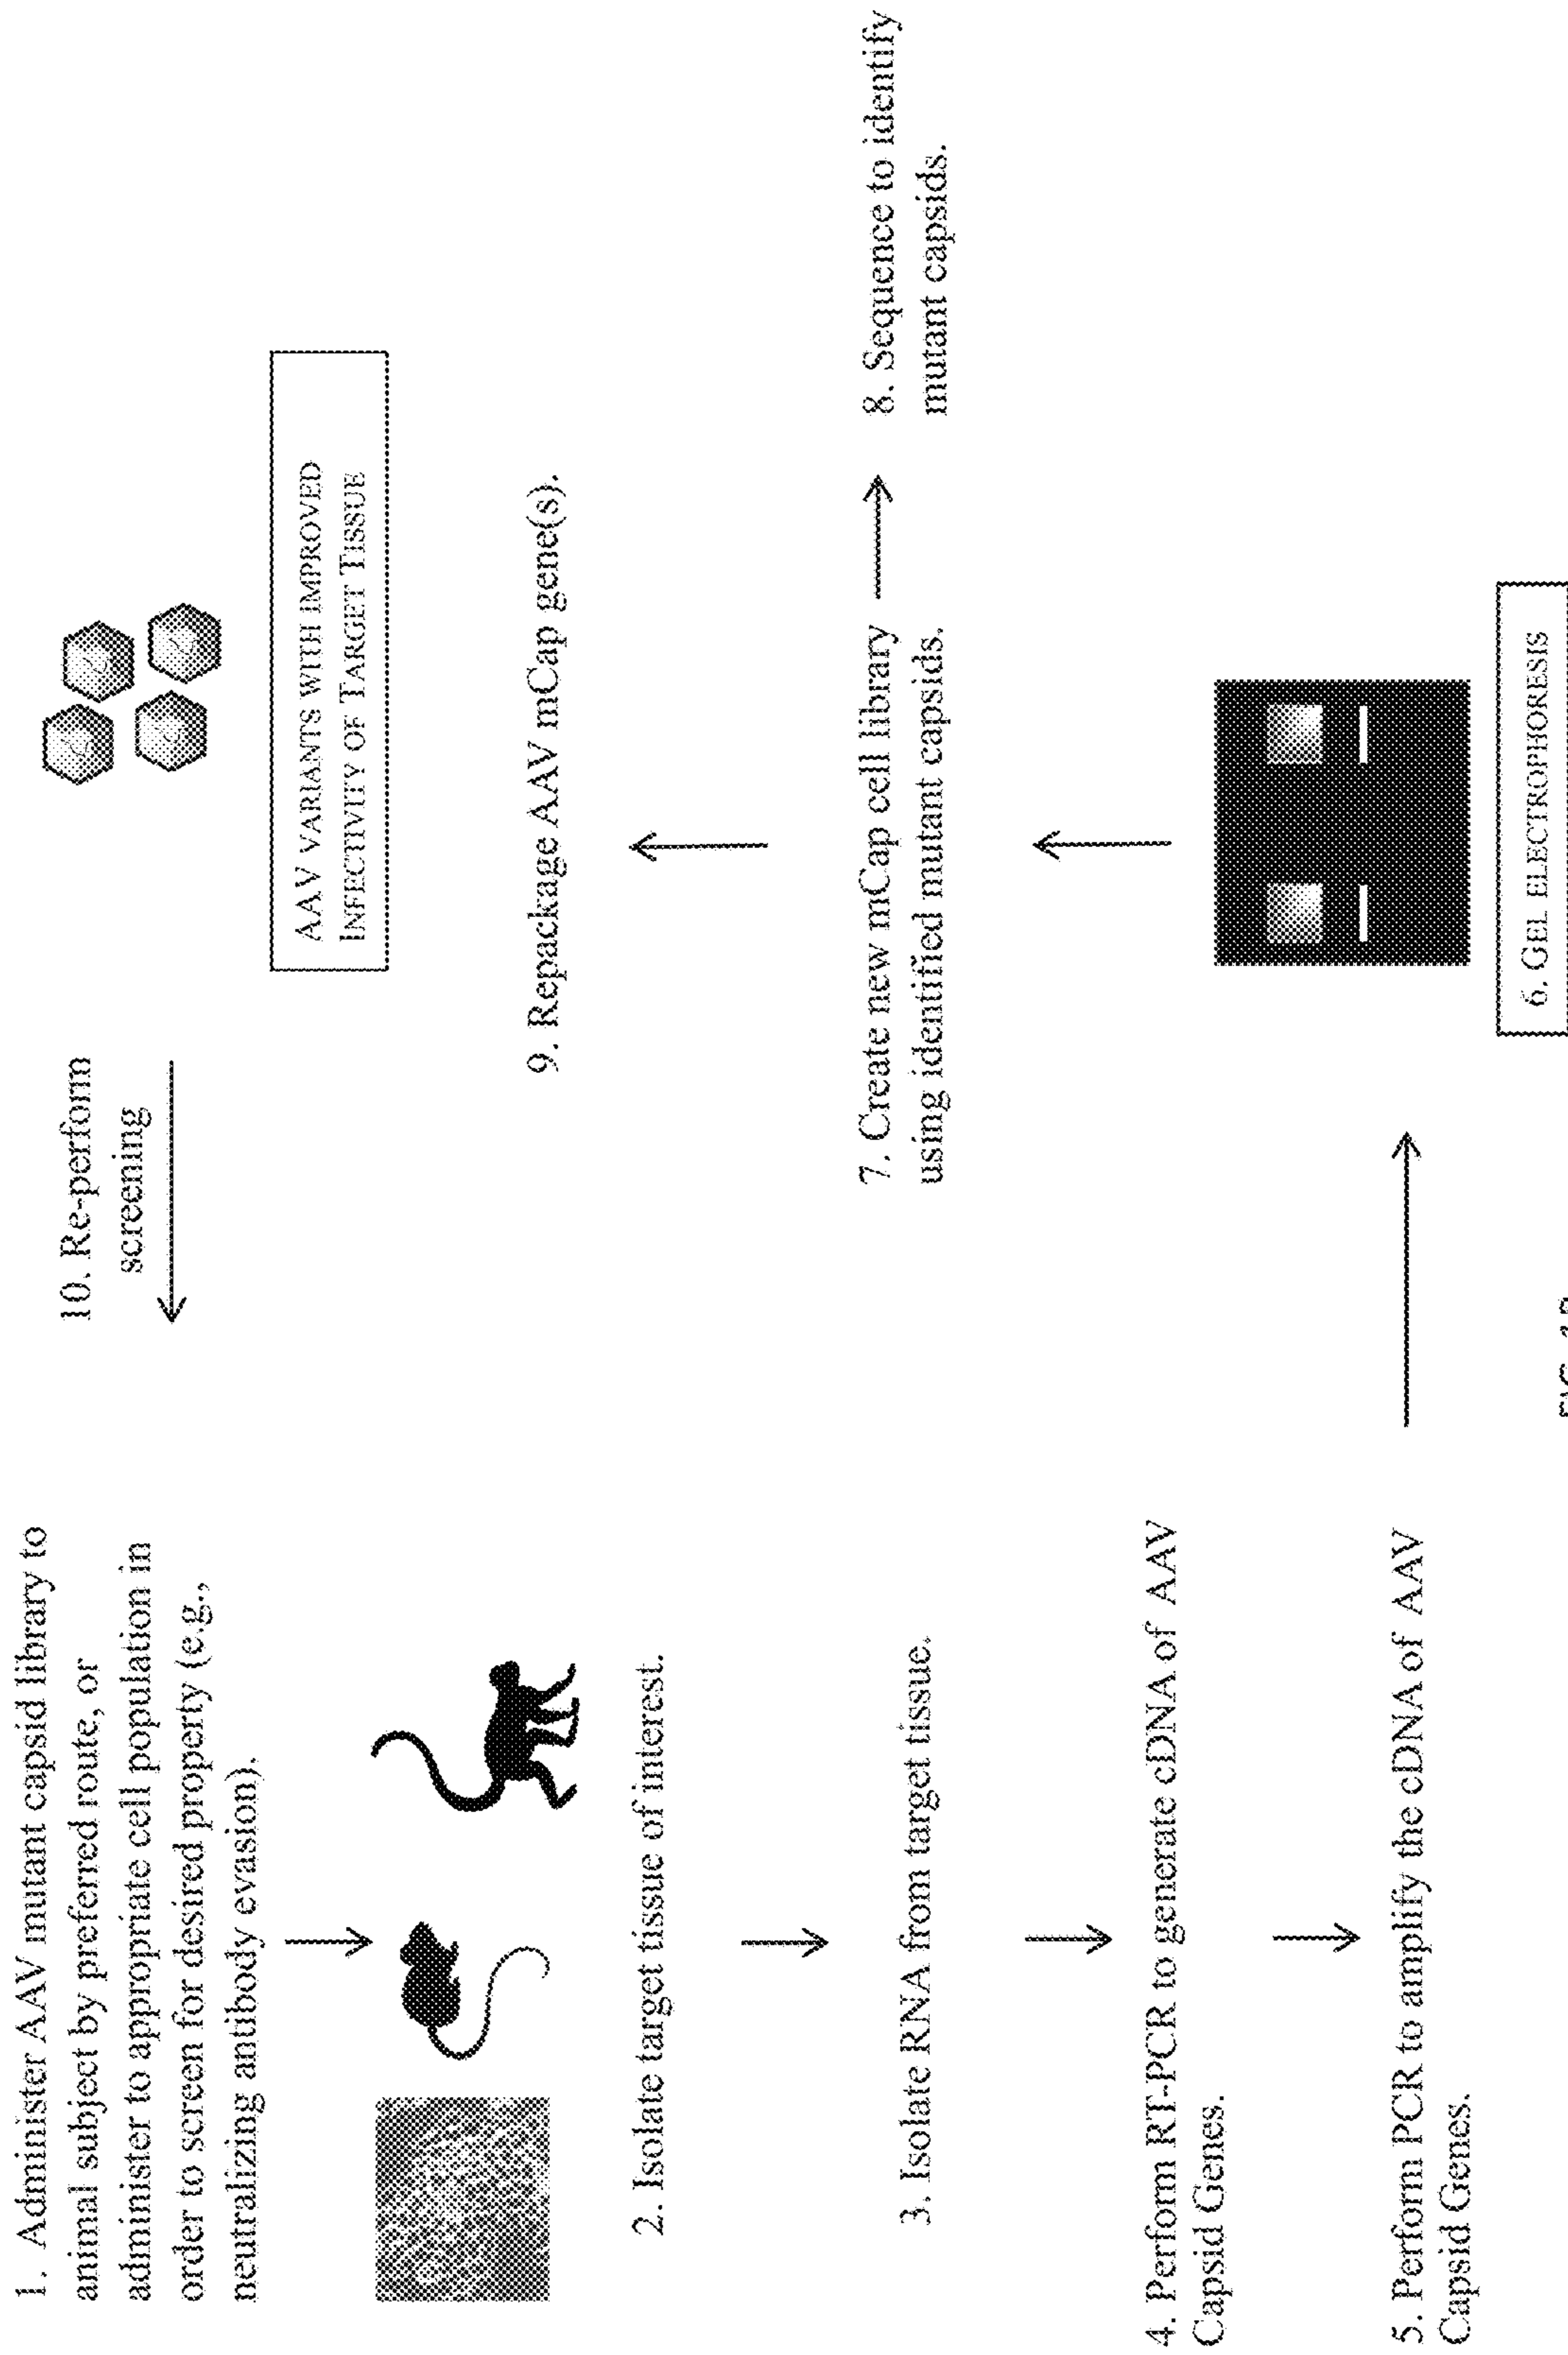 1. Administer AAV mutant capsid library to
animal subject by preferred route, or
administer to appropriate cell population in
order to screen for desired property (e.g.,
neutralizing antibody evasion).
2. Isolate target tissue of interest.
3. Isolate RNA from target tissue.
4. Perform RT-PCR to generate cDNA of AAV
Capsid Genes.
5. Perform PCR to amplify the cDNA of AAV
Capsid Genes.
6. GEL ELECTROPHORESIS
7. Create new mCap cell library
using identified mutant capsids.
8. Sequence to identify
mutant capsids.
9. Repackage AAV mCap gene(s).
AAV VARIANTS WITH IMPROVED
INFECTIVITY OF TARGET TISSUE
10. Re-perform
screening